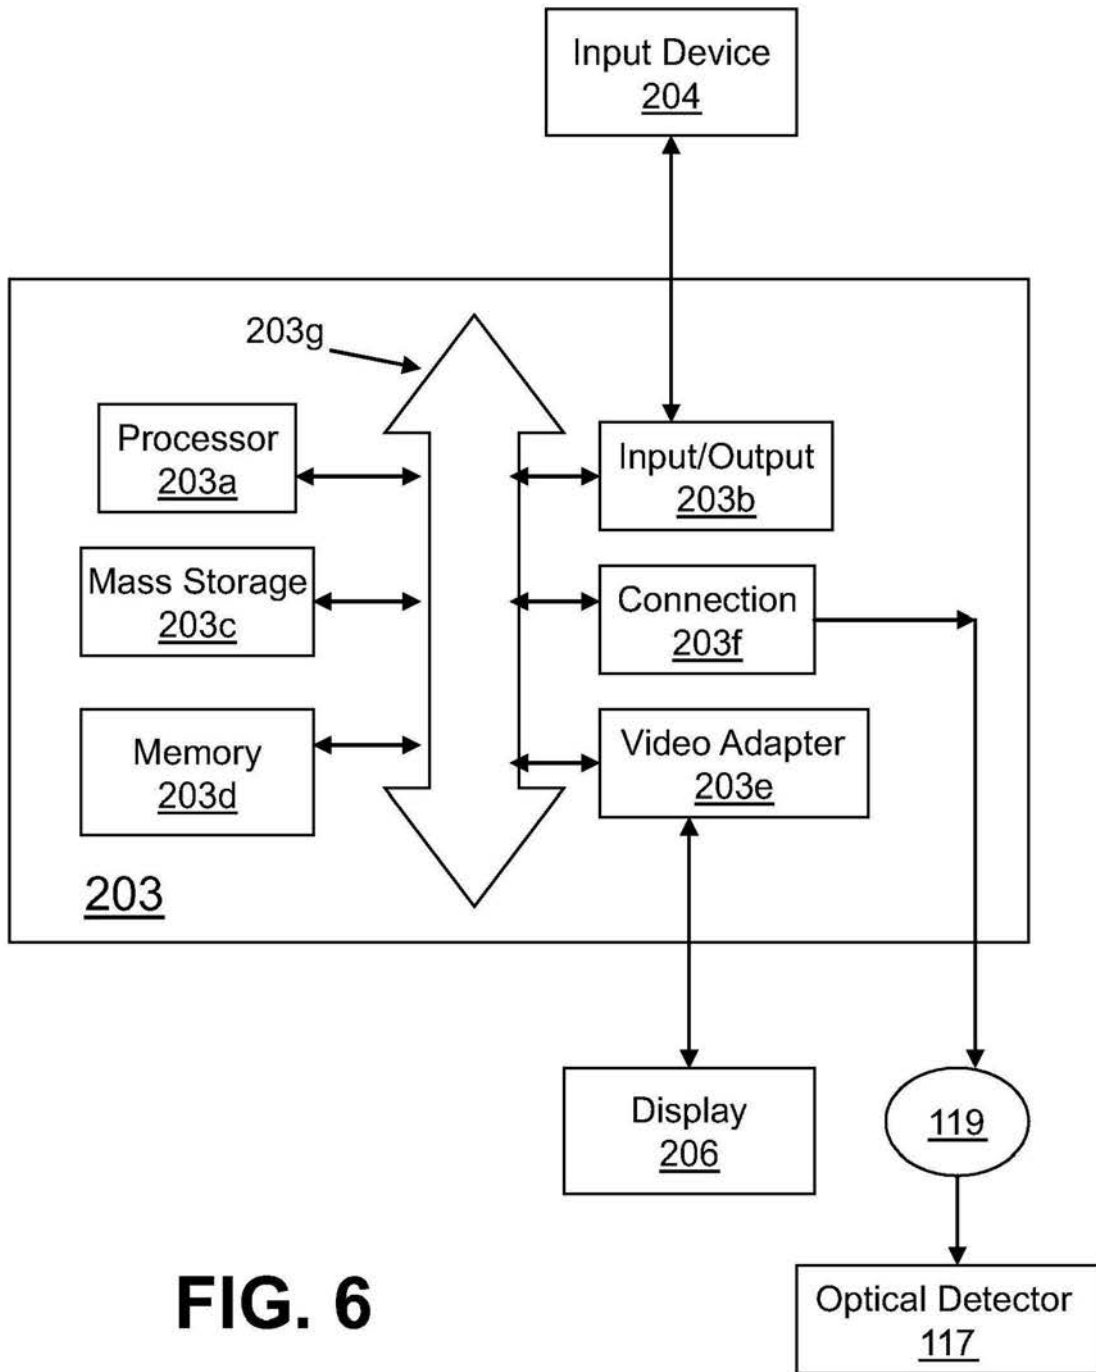 Input Device
204
203g
Processor
203a
Input/Output
203b
Mass Storage
203c
Connection
203f
Memory
203d
Video Adapter
203e
203
Display
206
119
Optical Detector
117
FIG. 6